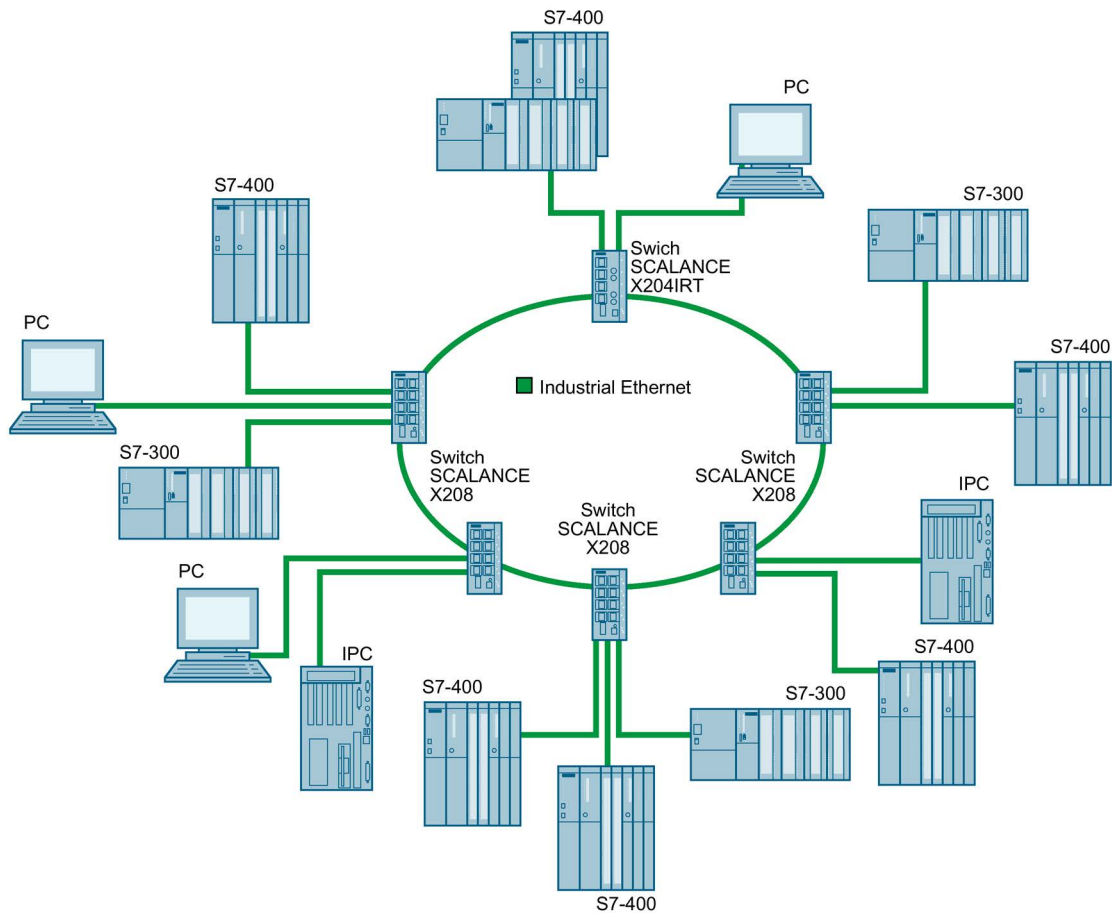 S7-400
PC
S7-400
S7-300
Swich
SCALANCE
X204IRT
PC
S7-400
Industrial Ethernet
S7-300
Switch
SCALANCE
X208
Switch
SCALANCE
X208
Switch
SCALANCE
X208
IPC
PC
IPC
S7-400
S7-400
S7-300
S7-400